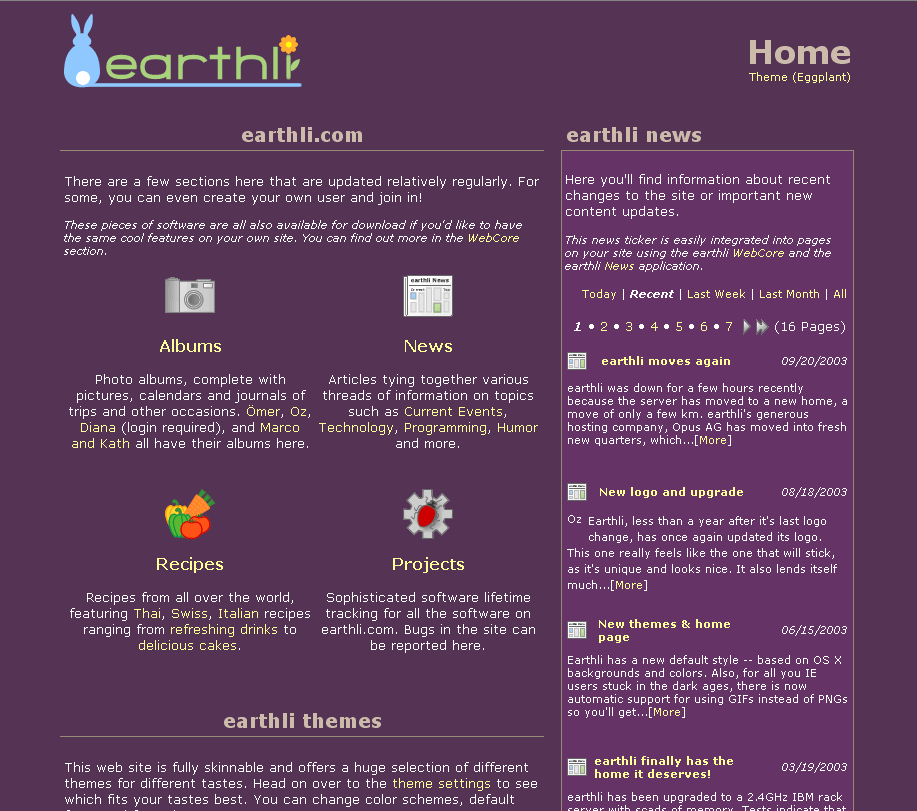 earthli
Home
Theme (Eggplant)
earthli.com
There are a few sections here that are updated relatively regularly. For
some, you can even create your own user and join in!
These pieces of software are all also available for download if you'd like to have
the same cool features on your own site. You can find out more in the WebCore
section.
Albums
Photo albums, complete with
pictures, calendars and journals of
trips and other occasions. Ömer, Oz,
Diana (login required), and Marco
and Kath all have their albums here.
earthli News
News
Articles tying together various
threads of information on topics
such as Current Events,
Technology, Programming, Humor
and more.
Recipes
Recipes from all over the world,
featuring Thai, Swiss, Italian recipes
ranging from refreshing drinks to
delicious cakes.
Projects
Sophisticated software lifetime
tracking for all the software on
earthli.com. Bugs in the site can
be reported here.
earthli themes
This web site is fully skinnable and offers a huge selection of different
themes for different tastes. Head on over to the theme settings to see
which fits your tastes best. You can change color schemes, default
earthli news
Here you'll find information about recent
changes to the site or important new
content updates.
This news ticker is easily integrated into pages
on your site using the earthli WebCore and the
earthli News application.
Today | Recent | Last Week | Last Month | All
1 • 2 • 3 • 4 • 5 • 6 • 7 (16 Pages)
earthli moves again 09/20/2003
earthli was down for a few hours recently
because the server has moved to a new home, a
move of only a few km. earthli's generous
hosting company, Opus AG has moved into fresh
new quarters, which...[More]
New logo and upgrade 08/18/2003
Oz Earthli, less than a year after it's last logo
change, has once again updated its logo.
This one really feels like the one that will stick,
as it's unique and looks nice. It also lends itself
much...[More]
New themes & home 06/15/2003
page
Earthli has a new default style -- based on OS X
backgrounds and colors. Also, for all you IE
users stuck in the dark ages, there is now
automatic support for using GIFs instead of PNGs
so you'll get...[More]
earthli finally has the 03/19/2003
home it deserves!
earthli has been upgraded to a 2.4GHz IBM rack
server with scads of memory. Tests indicate that